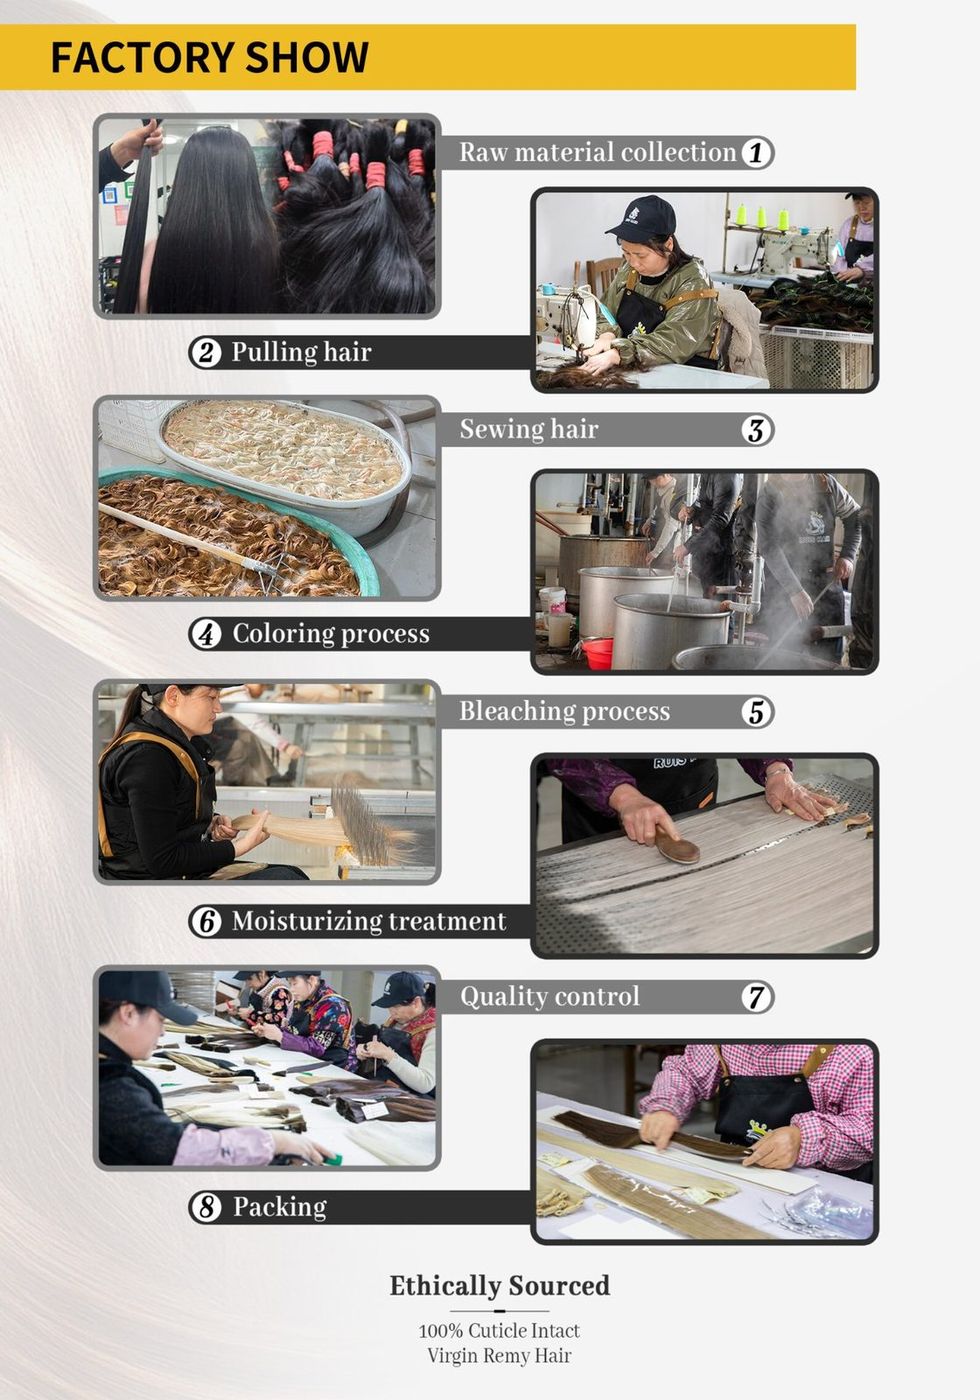 FACTORY SHOW
Raw material collection 1
2 Pulling hair
Sewing hair 3
4 Coloring process
Bleaching process 5
6 Moisturizing treatment
Quality control 7
8 Packing
Ethically Sourced
100% Cuticle Intact
Virgin Remy Hair